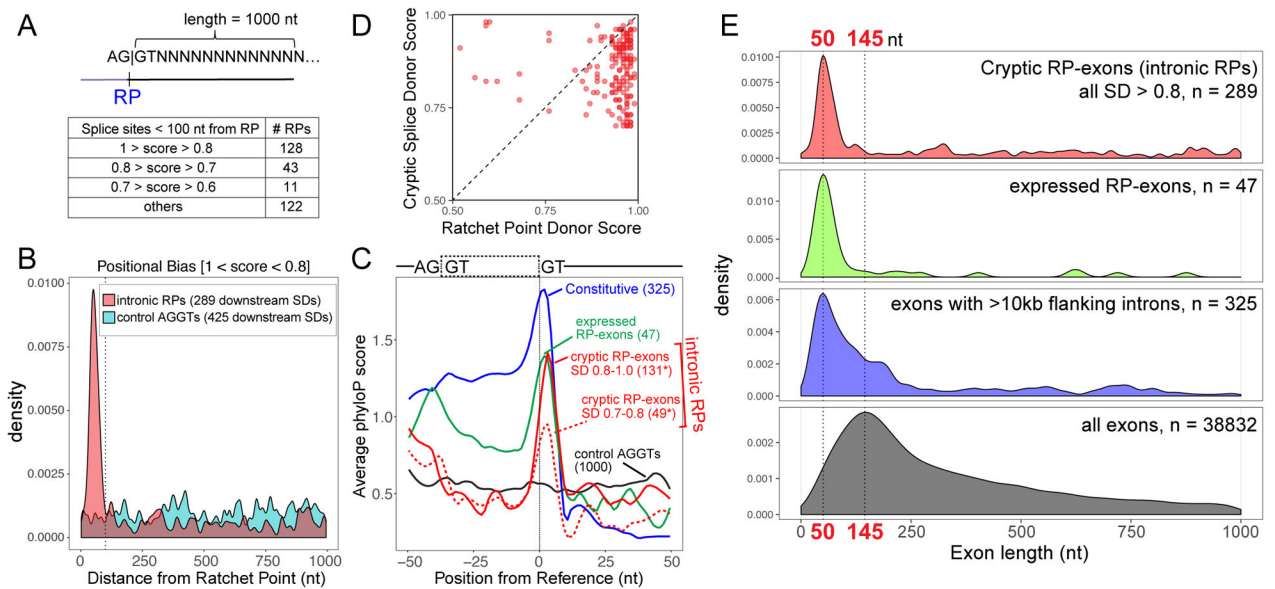 A
length = 1000 nt
AG|GTNNNNNNNNNNNN...
RP
Splice sites < 100 nt from RP # RPs
1 > score > 0.8 128
0.8 > score > 0.7 43
0.7 > score > 0.6 11
others 122
B
Positional Bias [1 < score < 0.8]
intronic RPs (289 downstream SDs)
control AGGTs (425 downstream SDs)
density
0.0100
0.0075
0.0050
0.0025
0.0000
0 250 500 750 1000
Distance from Ratchet Point (nt)
D
Cryptic Splice Donor Score
1.00
0.75
0.50
0.50 0.75 1.00
Ratchet Point Donor Score
C
AG GT GT
Constitutive (325)
expressed
RP-exons (47)
cryptic RP-exons
SD 0.8-1.0 (131*)
cryptic RP-exons
SD 0.7-0.8 (49*)
intronic RPs
control AGGTs
(1000)
Average phyloP score
1.5
1.0
0.5
−50 −25 0 25 50
Position from Reference (nt)
E
50 145 nt
Cryptic RP-exons (intronic RPs)
all SD > 0.8, n = 289
0.0100
0.0075
0.0050
0.0025
0.0000
expressed RP-exons, n = 47
0.010
0.005
0.000
density
exons with >10kb flanking introns, n = 325
0.006
0.004
0.002
0.000
all exons, n = 38832
0.002
0.001
0.000
0 250 500 750 1000
50 145
Exon length (nt)